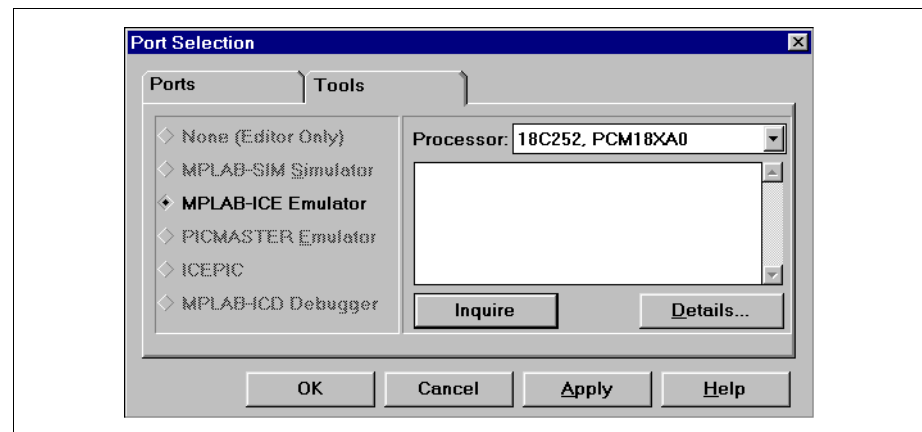 Port Selection
Ports
Tools
None (Editor Only)
MPLAB-SIM Simulator
MPLAB-ICE Emulator
PICMASTER Emulator
ICEPIC
MPLAB-ICD Debugger
Processor: 18C252, PCM18XA0
Inquire
Details...
OK
Cancel
Apply
Help